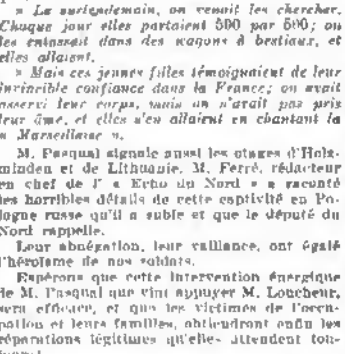 » Le surlendemain, on venait les chercher.
Chaque jour elles partaient 500 par 500; on
les entassait dans des wagons à bestiaux, et
elles allaient.
» Mais ces jeunes filles témoignaient de leur
invincible confiance dans la France; on avait
asservi leur corps, mais on n'avait pas pris
leur âme, et elles s'en allaient en chantant la
« Marseillaise ».
M. Pasqual signale aussi les otages d'Holz-
minden et de Lithuanie. M. Ferré, rédacteur
en chef de l' « Echo du Nord » a raconté
les horribles détails de cette captivité en Po-
logne russe qu'il a subie et que le député du
Nord rappelle.
Leur abnégation, leur vaillance, ont égalé
l'héroïsme de nos soldats.
Espérons que cette intervention énergique
de M. Pasqual que vint appuyer M. Loucheur,
sera efficace, et que les victimes de l'occu-
pation et leurs familles, obtiendront enfin les
réparations légitimes qu'elles attendent tou-